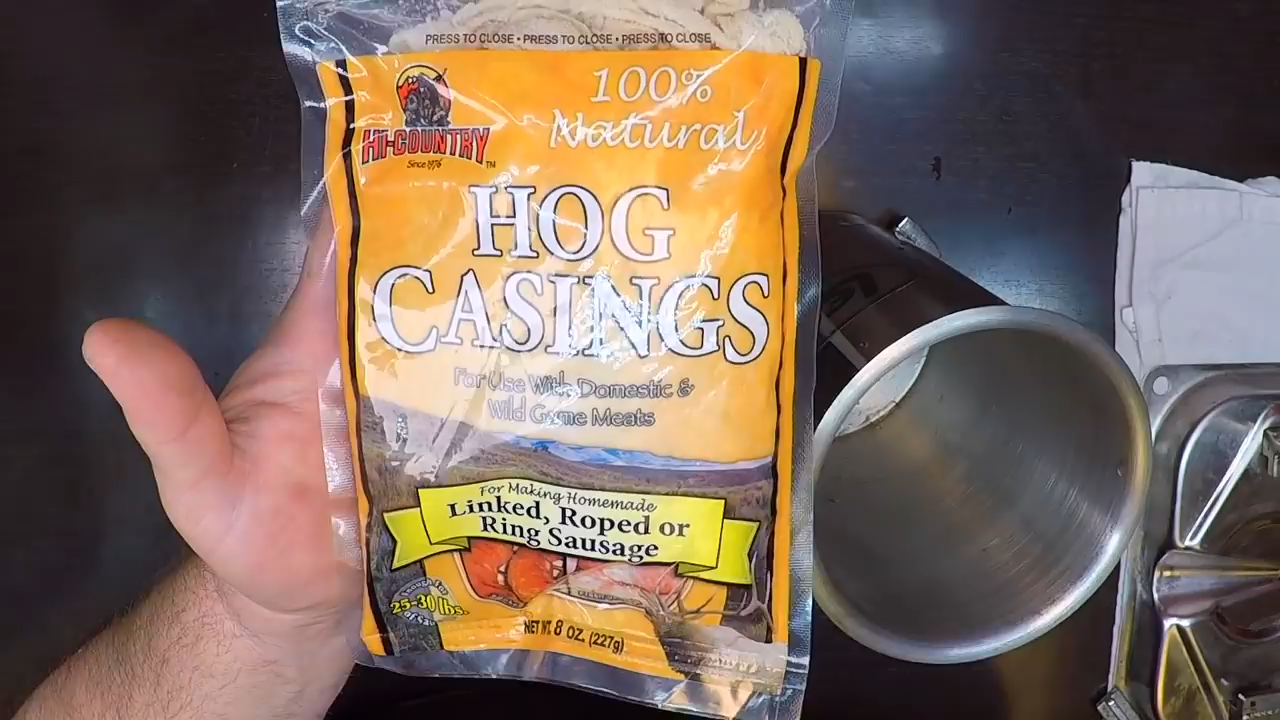 PRESS TO CLOSE • PRESS TO CLOSE • PRESS TO CLOSE
HI-COUNTRY™
Since 1976
100%
Natural
HOG
CASINGS
For Use With Domestic &
Wild Game Meats
For Making Homemade
Linked, Roped or
Ring Sausage
25-30 lbs.
NET WT. 8 OZ. (227g)